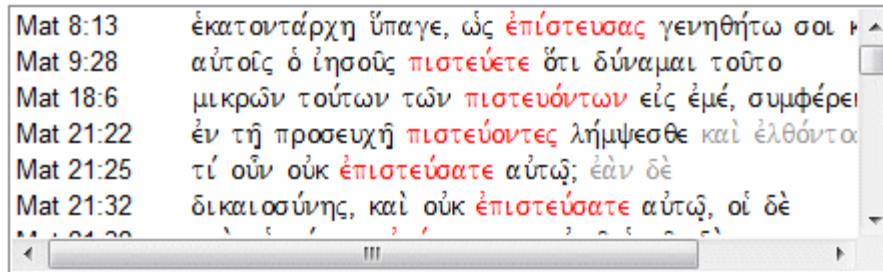 Mat 8:13 ἑκατοντάρχῃ ὕπαγε, ὡς ἐπίστευσας γενηθήτω σοι
Mat 9:28 αὐτοῖς ὁ ἰησοῦς πιστεύετε ὅτι δύναμαι τοῦτο
Mat 18:6 μικρῶν τούτων τῶν πιστευόντων εἰς ἐμέ, συμφέρει
Mat 21:22 ἐν τῇ προσευχῇ πιστεύοντες λήμψεσθε καὶ ἐλθόντο
Mat 21:25 τί οὖν οὐκ ἐπιστεύσατε αὐτῷ; ἐὰν δὲ
Mat 21:32 δικαιοσύνης, καὶ οὐκ ἐπιστεύσατε αὐτῷ, οἱ δὲ